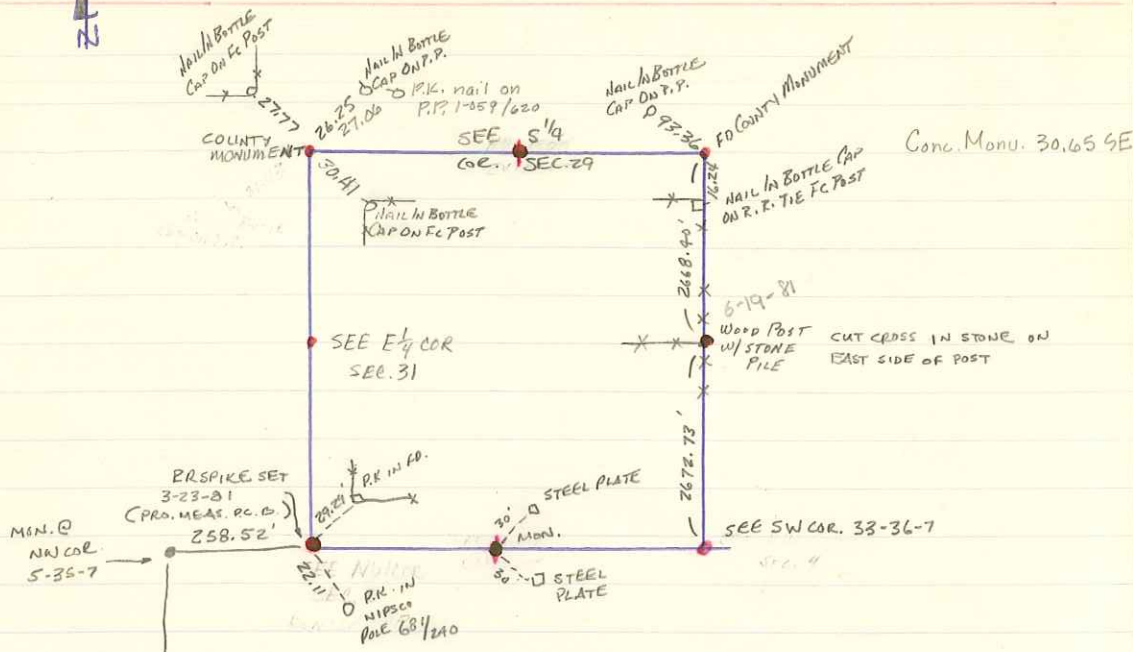 N
NAIL IN BOTTLE
CAP ON FC POST
27.77
NAIL IN BOTTLE
CAP ON P.P.
P.K. nail on
P.P. 1-059/620
26.25
27.06
COUNTY
MONUMENT
30.41
NAIL IN BOTTLE
CAP ON FC POST
SEE S 1/4
COR. SEC. 29
NAIL IN BOTTLE
CAP ON P.P.
93.36
FD COUNTY MONUMENT
Conc. Monu. 30.65 SE
16.24
NAIL IN BOTTLE CAP
ON R.R. TIE FC POST
2668.40'
6-19-81
WOOD POST
W/ STONE
PILE
CUT CROSS IN STONE ON
EAST SIDE OF POST
SEE E 1/4 COR
SEC. 31
2672.73'
RRSPIKE SET
3-23-81
(PRO. MEAS. P.C.B.)
258.52'
MON. @
NW COR.
5-35-7
29.29'
P.K IN FD.
22.11
P.K. IN
NIPSCO
POLE 681/240
30'
STEEL PLATE
MON.
30
STEEL
PLATE
SEE SW COR. 33-36-7